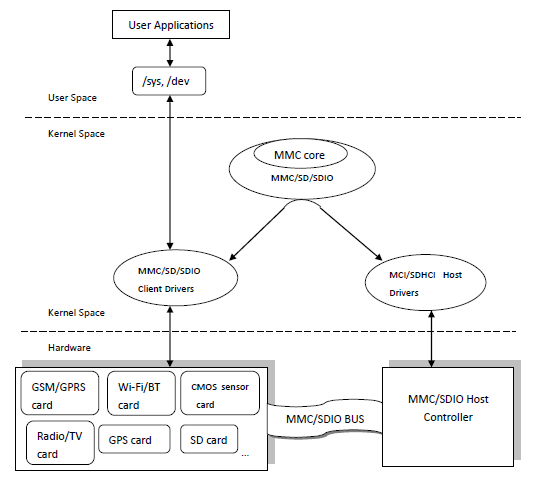 User Applications
/sys, /dev
User Space
Kernel Space
MMC core
MMC/SD/SDIO
MMC/SD/SDIO
Client Drivers
MCI/SDHCI Host
Drivers
Kernel Space
Hardware
GSM/GPRS
card
Wi-Fi/BT
card
CMOS sensor
card
Radio/TV
card
GPS card
SD card
...
MMC/SDIO BUS
MMC/SDIO Host
Controller